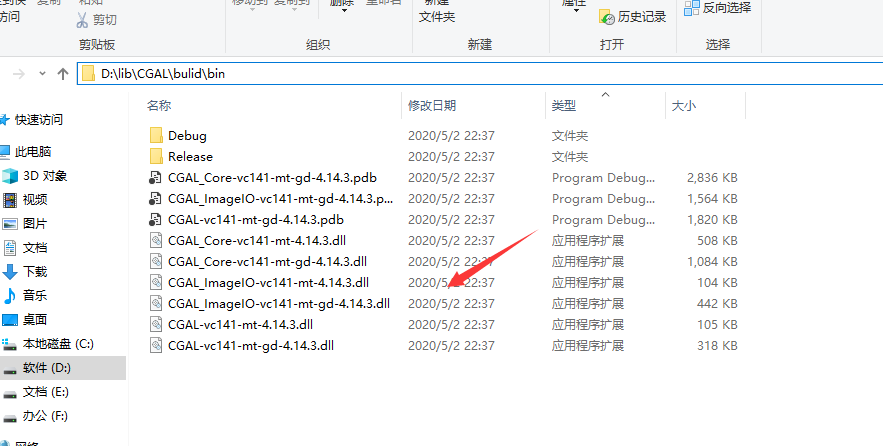 剪切
文件夹
历史记录
反向选择
剪贴板
组织
新建
打开
选择
D:\lib\CGAL\bulid\bin
名称 修改日期 类型 大小
快速访问
此电脑
3D 对象
视频
图片
文档
下载
音乐
桌面
本地磁盘 (C:)
软件 (D:)
文档 (E:)
办公 (F:)
Debug 2020/5/2 22:37 文件夹
Release 2020/5/2 22:37 文件夹
CGAL_Core-vc141-mt-gd-4.14.3.pdb 2020/5/2 22:37 Program Debug... 2,836 KB
CGAL_ImageIO-vc141-mt-gd-4.14.3.p... 2020/5/2 22:37 Program Debug... 1,564 KB
CGAL-vc141-mt-gd-4.14.3.pdb 2020/5/2 22:37 Program Debug... 1,820 KB
CGAL_Core-vc141-mt-4.14.3.dll 2020/5/2 22:37 应用程序扩展 508 KB
CGAL_Core-vc141-mt-gd-4.14.3.dll 2020/5/2 22:37 应用程序扩展 1,084 KB
CGAL_ImageIO-vc141-mt-4.14.3.dll 2020/5/2 22:37 应用程序扩展 104 KB
CGAL_ImageIO-vc141-mt-gd-4.14.3.dll 2020/5/2 22:37 应用程序扩展 442 KB
CGAL-vc141-mt-4.14.3.dll 2020/5/2 22:37 应用程序扩展 105 KB
CGAL-vc141-mt-gd-4.14.3.dll 2020/5/2 22:37 应用程序扩展 318 KB